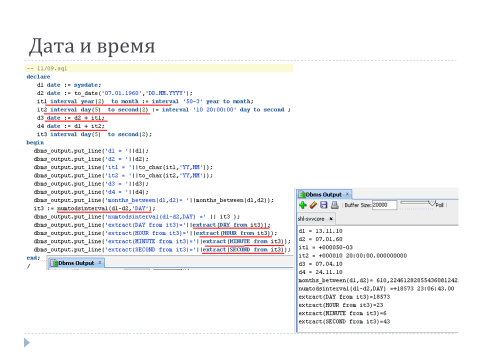 Дата и время
-- 11/09.sql
declare
d1 date := sysdate;
d2 date := to_date('07.01.1960','DD.MM.YYYY');
it1 interval year(2) to month := interval '50-3' year to month;
it2 interval day(5) to second(2) := interval '10 20:00:00' day to second ;
d3 date := d2 + it1;
d4 date := d1 + it2;
it3 interval day(5) to second(2);
begin
dbms_output.put_line('d1 = '||d1);
dbms_output.put_line('d2 = '||d2);
dbms_output.put_line('it1 = '||to_char(it1,'YY,MM'));
dbms_output.put_line('it2 = '||to_char(it2,'YY,MM'));
dbms_output.put_line('d3 = '||d3);
dbms_output.put_line('d4 = '||d4);
dbms_output.put_line('months_between(d1,d2)= '||months_between(d1,d2));
it3 := numtodsinterval(d1-d2,'DAY');
dbms_output.put_line('numtodsinterval(d1-d2,DAY) =' || it3 );
dbms_output.put_line('extract(DAY from it3)='||extract(DAY from it3));
dbms_output.put_line('extract(HOUR from it3)='||extract(HOUR from it3));
dbms_output.put_line('extract(MINUTE from it3)='||extract(MINUTE from it3));
dbms_output.put_line('extract(SECOND from it3)='||extract(SECOND from it3));
end;
/
Dbms Output
Dbms Output
Buffer Size: 20000
Poll
d1 = 13.11.10
d2 = 07.01.60
it1 = +000050-03
it2 = +000010 20:00:00.000000000
d3 = 07.04.10
d4 = 24.11.10
numtodsinterval(d1-d2,DAY) =+18573 23:06:43.00
extract(DAY from it3)=18573
extract(HOUR from it3)=23
extract(MINUTE from it3)=6
extract(SECOND from it3)=43